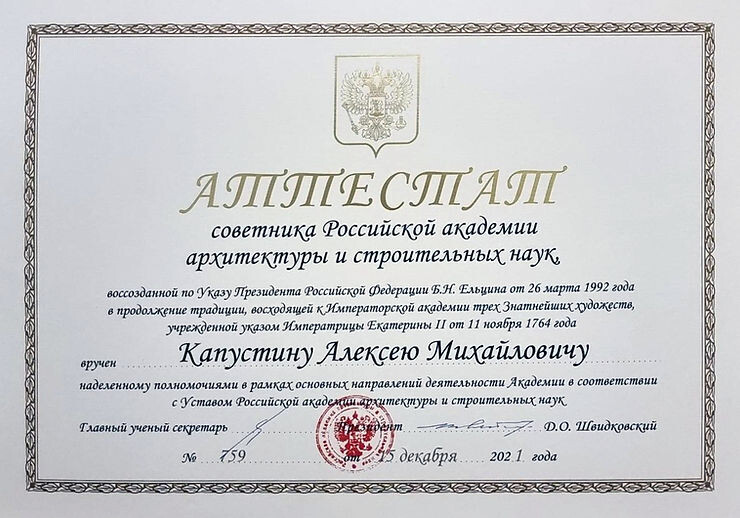 АТТЕСТАТ
советника Российской академии
архитектуры и строительных наук,
воссозданной по Указу Президента Российской Федерации Б.Н. Ельцина от 26 марта 1992 года
в продолжение традиции, восходящей к Императорской академии трех Знатнейших художеств,
учрежденной указом Императрицы Екатерины II от 11 ноября 1764 года
вручен Капустину Алексею Михайловичу
наделенному полномочиями в рамках основных направлений деятельности Академии в соответствии
с Уставом Российской академии архитектуры и строительных наук
Главный ученый секретарь Президент Д.О. Швидковский
№ 759 от 15 декабря 2021 года